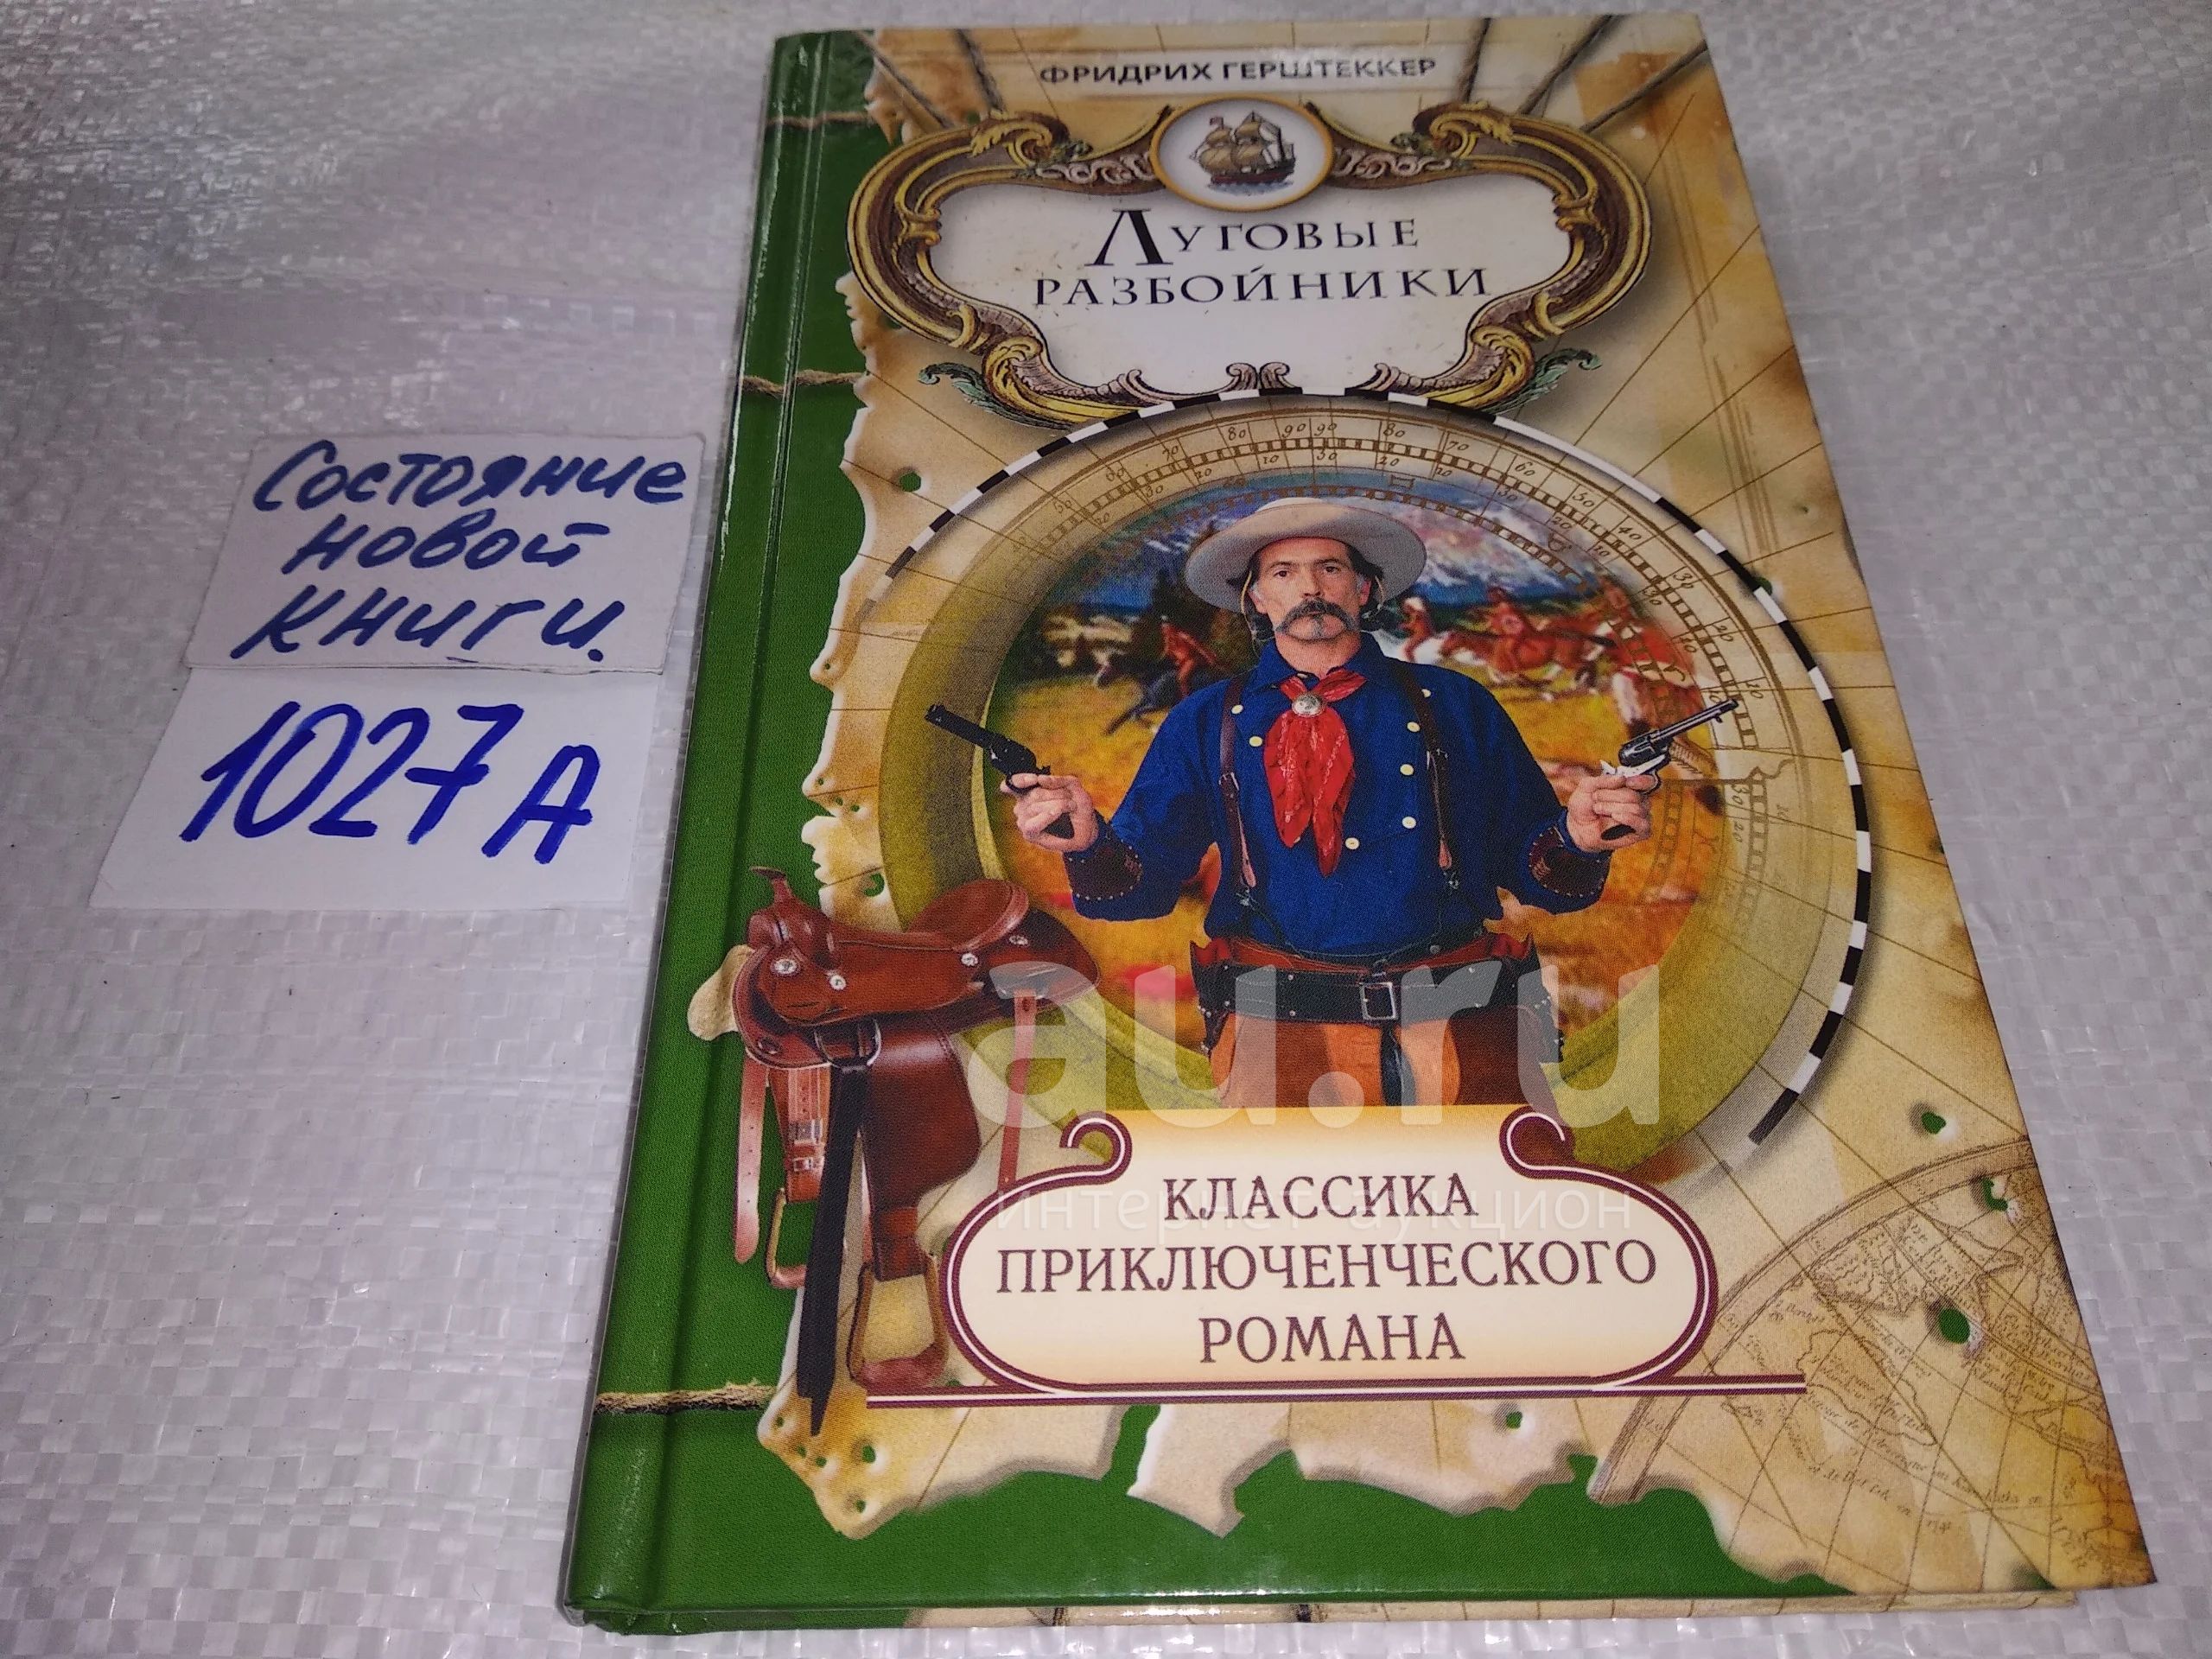 ФРИДРИХ ГЕРШТЕККЕР
ЛУГОВЫЕ
РАЗБОЙНИКИ
Состояние
новой
книги.
1027А
au.ru
интернет аукцион
КЛАССИКА
ПРИКЛЮЧЕНЧЕСКОГО
РОМАНА